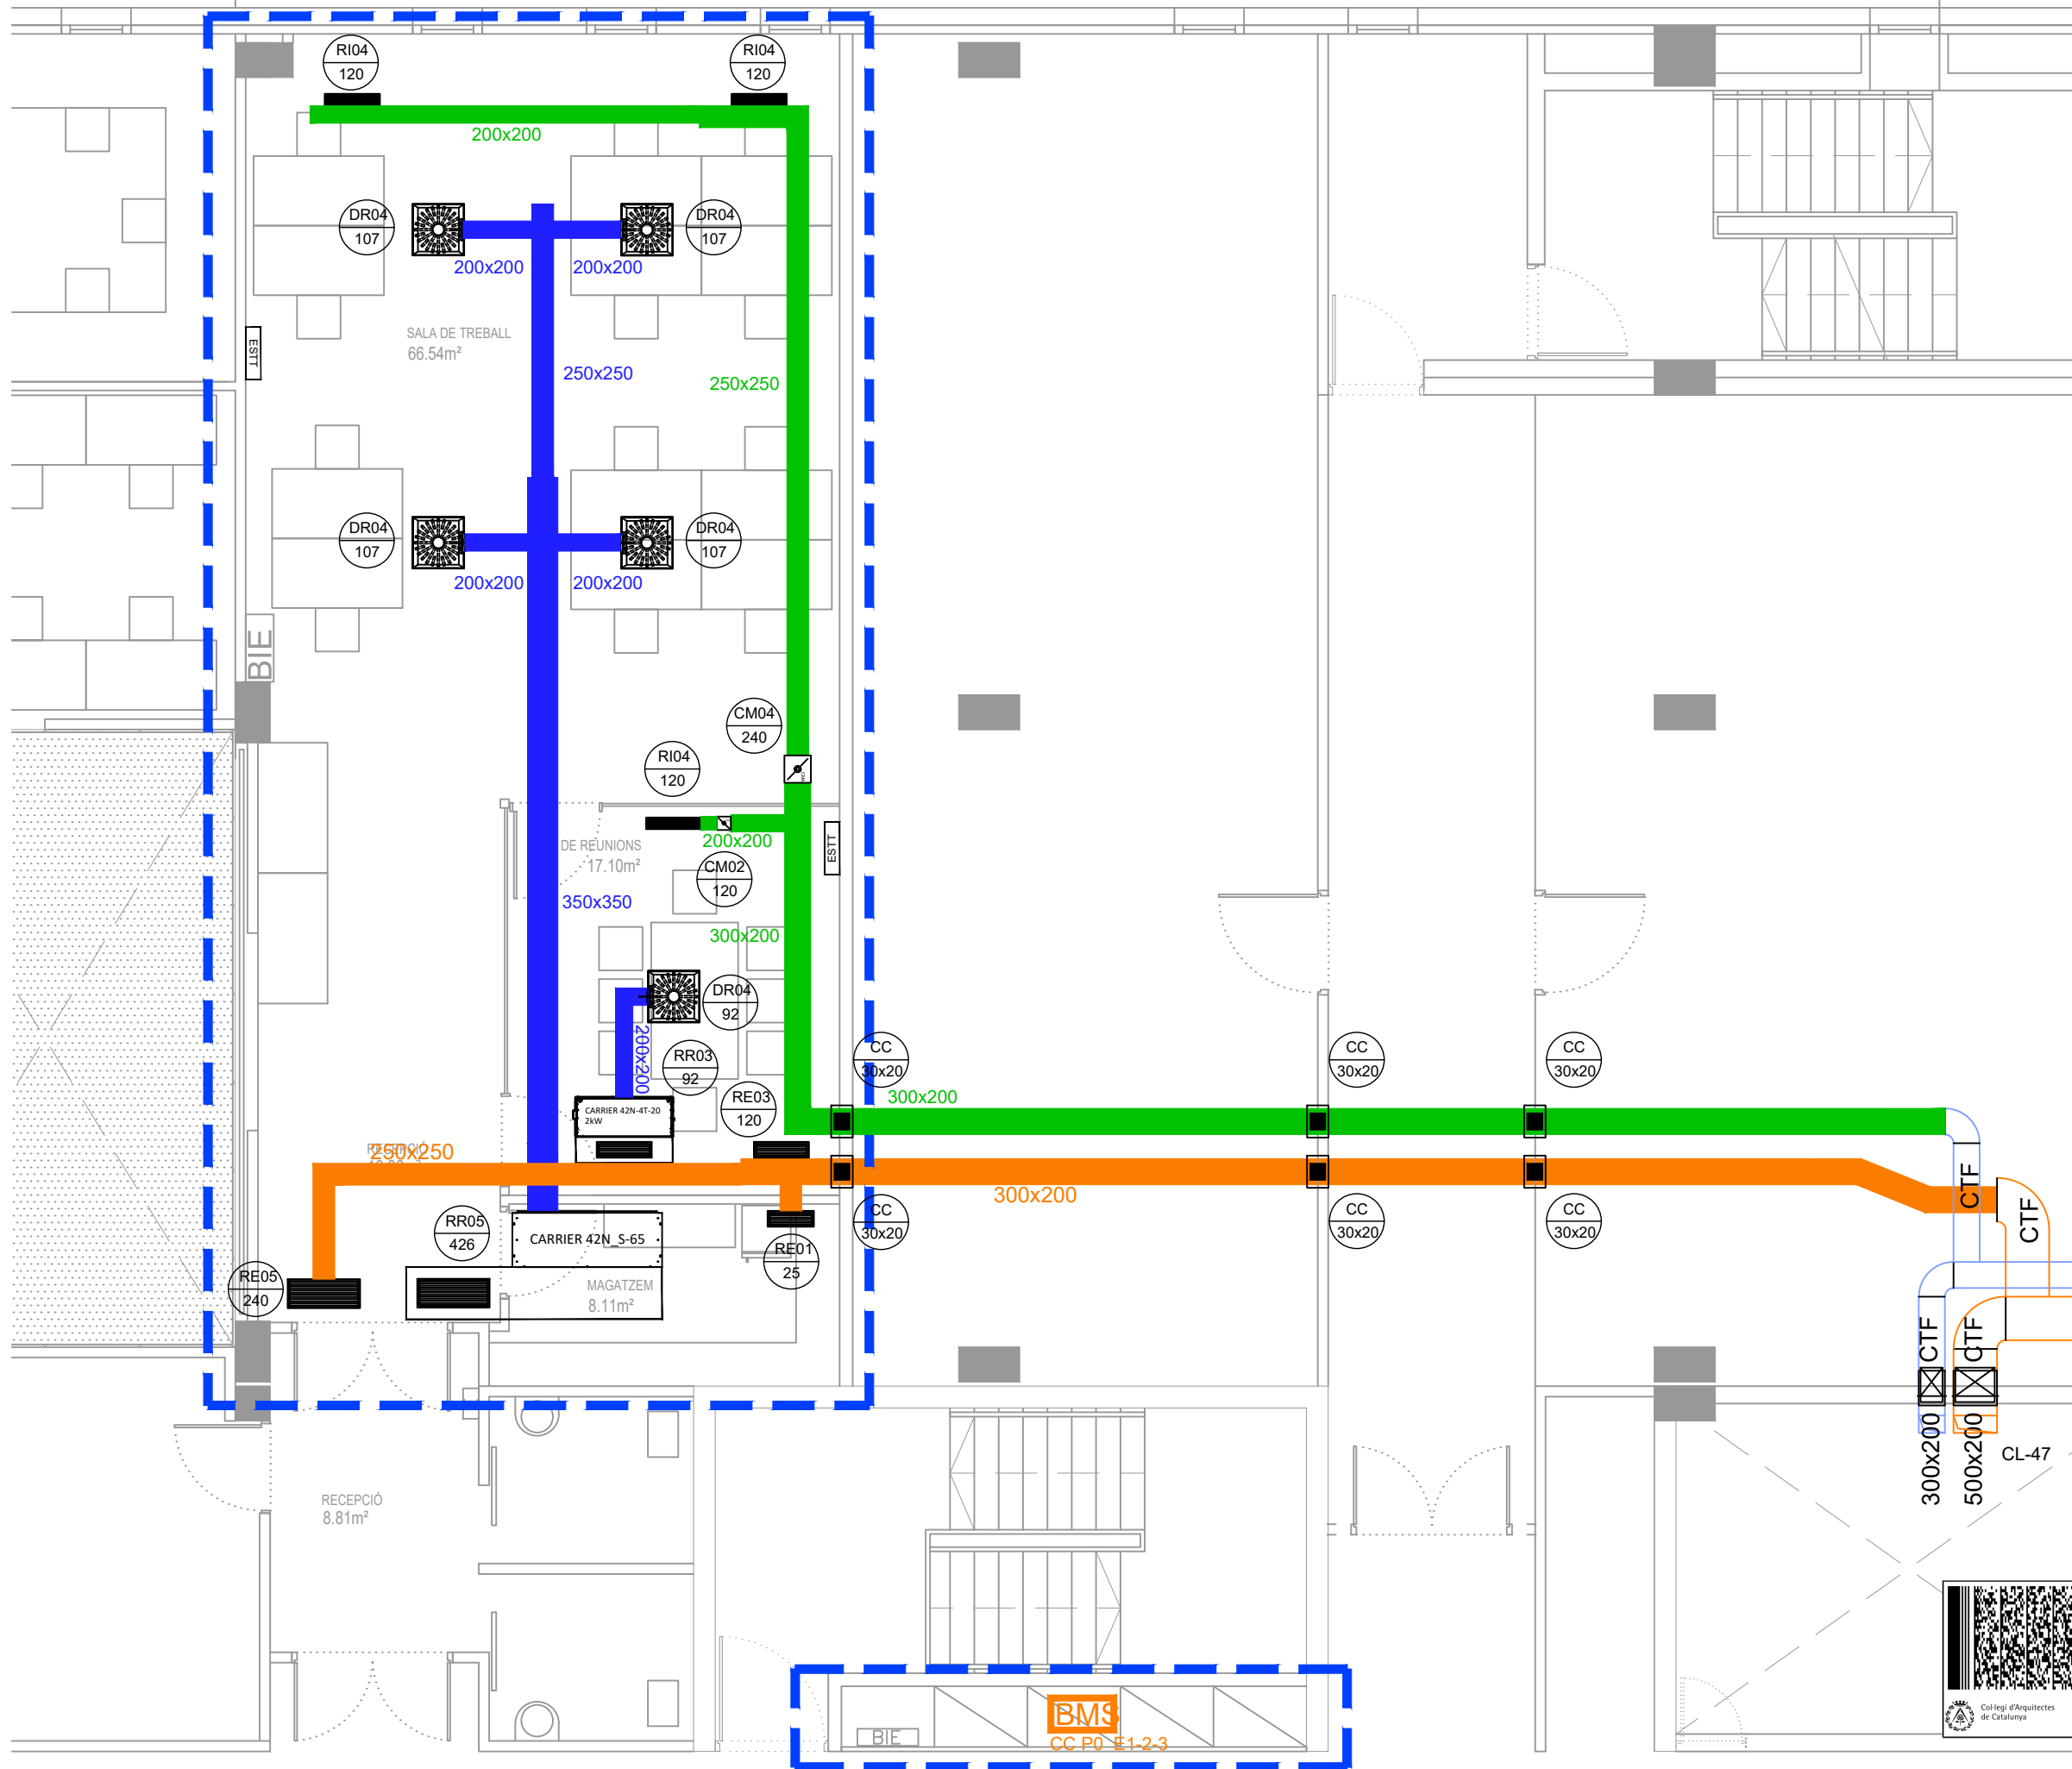 RI04
120
RI04
120
200x200
DR04
107
DR04
107
200x200
200x200
SALA DE TREBALL
66.54m²
ESTT
250x250
250x250
DR04
107
DR04
107
200x200
200x200
BIE
CM04
240
RI04
120
200x200
DE REUNIONS
17.10m²
ESTT
CM02
120
350x350
300x200
DR04
92
200x200
RR03
92
CC
30x20
CC
30x20
CC
30x20
RE03
120
300x200
CARRIER 42N-4T-20
2kW
RECEPCIÓ
250x250
300x200
CTF
CTF
RR05
426
CARRIER 42N_S-65
CC
30x20
CC
30x20
CC
30x20
RE01
25
RE05
240
MAGATZEM
8.11m²
CTF
CTF
300x200
500x200
CL-47
RECEPCIÓ
8.81m²
BMS
BIE
CC P0 E1-2-3
Col·legi d'Arquitectes
de Catalunya